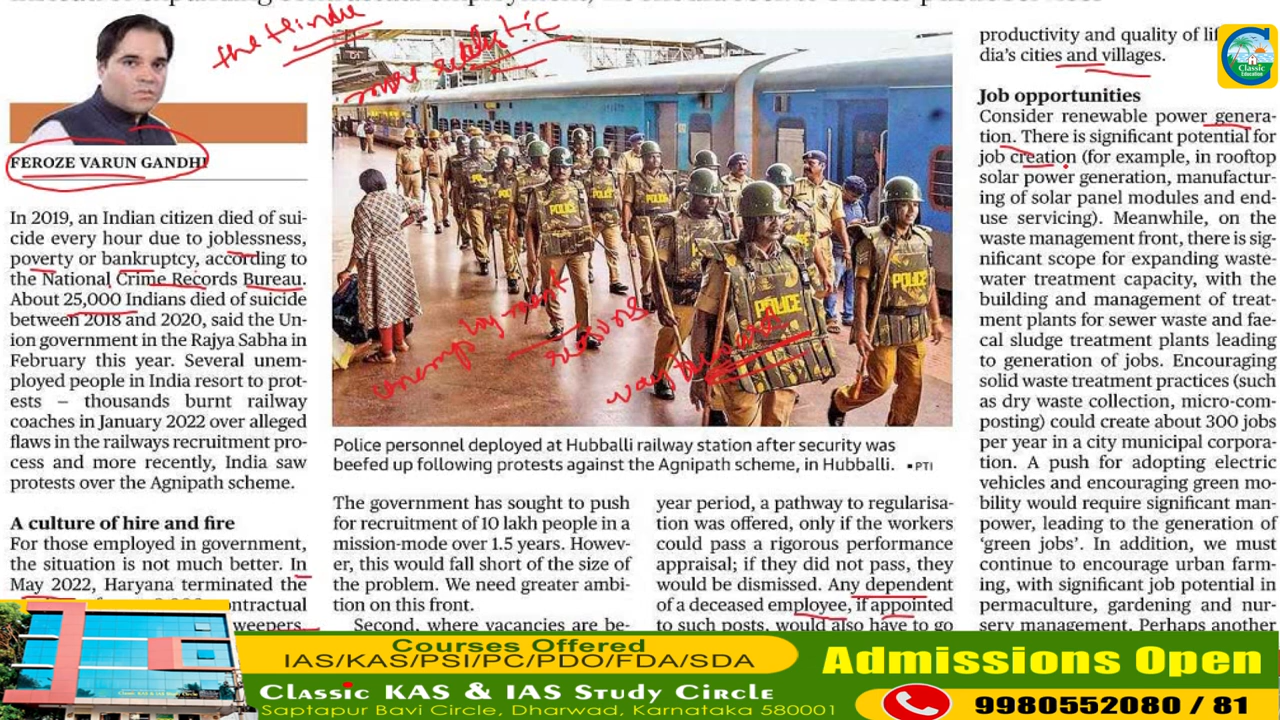 the Hindu
more realistic
FEROZE VARUN GANDHI
In 2019, an Indian citizen died of sui-
cide every hour due to joblessness,
poverty or bankruptcy, according to
the National Crime Records Bureau.
About 25,000 Indians died of suicide
between 2018 and 2020, said the Un-
ion government in the Rajya Sabha in
February this year. Several unem-
ployed people in India resort to prot-
ests – thousands burnt railway
coaches in January 2022 over alleged
flaws in the railways recruitment pro-
cess and more recently, India saw
protests over the Agnipath scheme.
A culture of hire and fire
For those employed in government,
the situation is not much better. In
May 2022, Haryana terminated the
contractual
weepers,
POLICE
POLICE
POLICE
POLICE
POLICE
unemployment
reasons
way forward
Police personnel deployed at Hubballi railway station after security was
beefed up following protests against the Agnipath scheme, in Hubballi. ▪ PTI
The government has sought to push
for recruitment of 10 lakh people in a
mission-mode over 1.5 years. Howev-
er, this would fall short of the size of
the problem. We need greater ambi-
tion on this front.
Second, where vacancies are be-
year period, a pathway to regularisa-
tion was offered, only if the workers
could pass a rigorous performance
appraisal; if they did not pass, they
would be dismissed. Any dependent
of a deceased employee, if appointed
to such posts, would also have to go
productivity and quality of
dia's cities and villages.
Job opportunities
Consider renewable power genera-
tion. There is significant potential for
job creation (for example, in rooftop
solar power generation, manufactur-
ing of solar panel modules and end-
use servicing). Meanwhile, on the
waste management front, there is sig-
nificant scope for expanding waste-
water treatment capacity, with the
building and management of treat-
ment plants for sewer waste and fae-
cal sludge treatment plants leading
to generation of jobs. Encouraging
solid waste treatment practices (such
as dry waste collection, micro-com-
posting) could create about 300 jobs
per year in a city municipal corpora-
tion. A push for adopting electric
vehicles and encouraging green mo-
bility would require significant man-
power, leading to the generation of
'green jobs'. In addition, we must
continue to encourage urban farm-
ing, with significant job potential in
permaculture, gardening and nur-
sery management. Perhaps another
Classic
Education
Courses Offered
IAS/KAS/PSI/PC/PDO/FDA/SDA
Classic KAS & IAS Study Circle
Saptapur Bavi Circle, Dharwad, Karnataka 580001
Admissions Open
9980552080 / 81